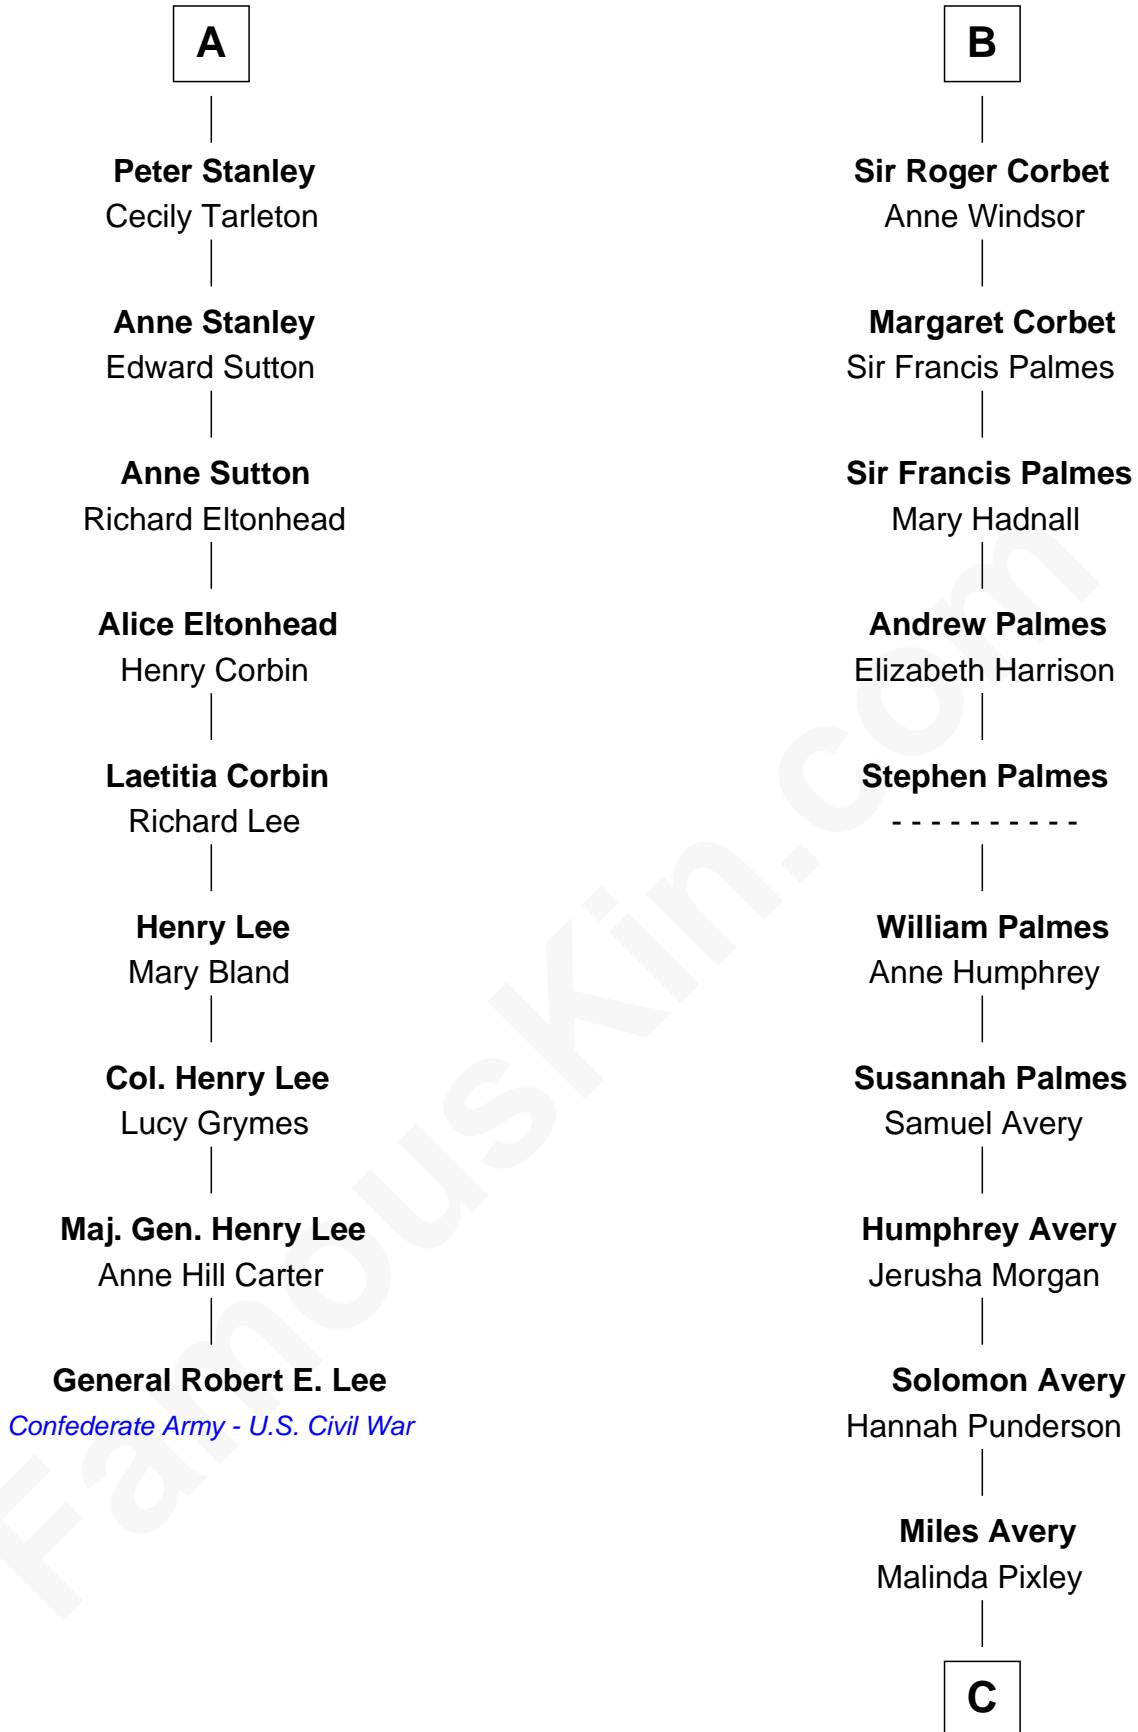 A
Peter Stanley
Cecily Tarleton
Anne Stanley
Edward Sutton
Anne Sutton
Richard Eltonhead
Alice Eltonhead
Henry Corbin
Laetitia Corbin
Richard Lee
Henry Lee
Mary Bland
Col. Henry Lee
Lucy Grymes
Maj. Gen. Henry Lee
Anne Hill Carter
General Robert E. Lee
Confederate Army - U.S. Civil War
B
Sir Roger Corbet
Anne Windsor
Margaret Corbet
Sir Francis Palmes
Sir Francis Palmes
Mary Hadnall
Andrew Palmes
Elizabeth Harrison
Stephen Palmes
- - - - - - - - - -
William Palmes
Anne Humphrey
Susannah Palmes
Samuel Avery
Humphrey Avery
Jerusha Morgan
Solomon Avery
Hannah Punderson
Miles Avery
Malinda Pixley
C
FamousKin.com